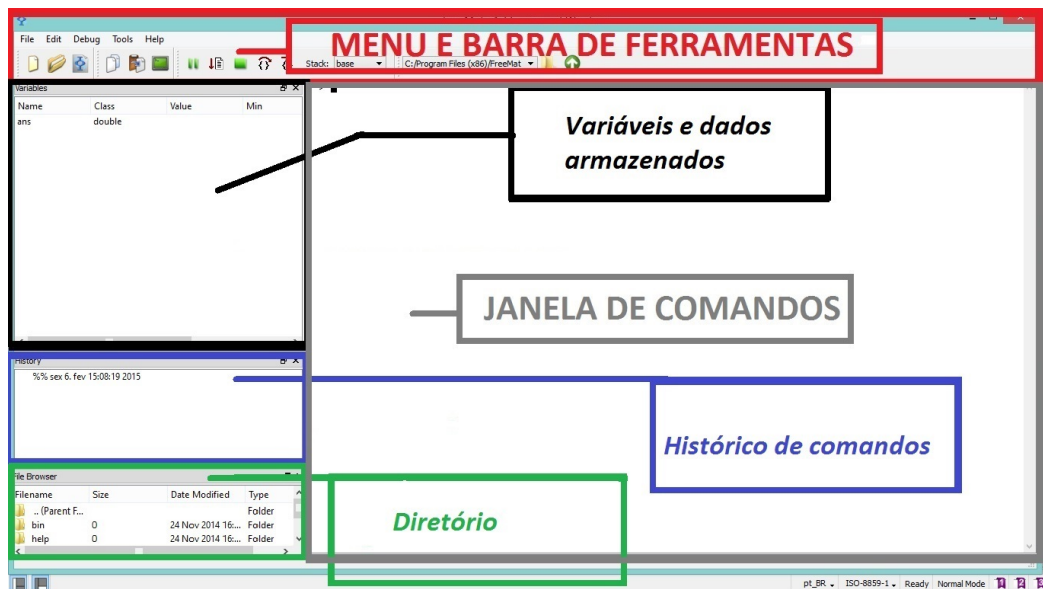 MENU E BARRA DE FERRAMENTAS
File Edit Debug Tools Help
Stack: base C:/Program Files (x86)/FreeMat
Variables
Name Class Value Min
ans double
Variáveis e dados
armazenados
JANELA DE COMANDOS
History
%% sex 6. fev 15:08:19 2015
Histórico de comandos
File Browser
Filename Size Date Modified Type
.. (Parent F... Folder
bin 0 24 Nov 2014 16:... Folder
help 0 24 Nov 2014 16:... Folder
Diretório
pt_BR ISO-8859-1 Ready Normal Mode